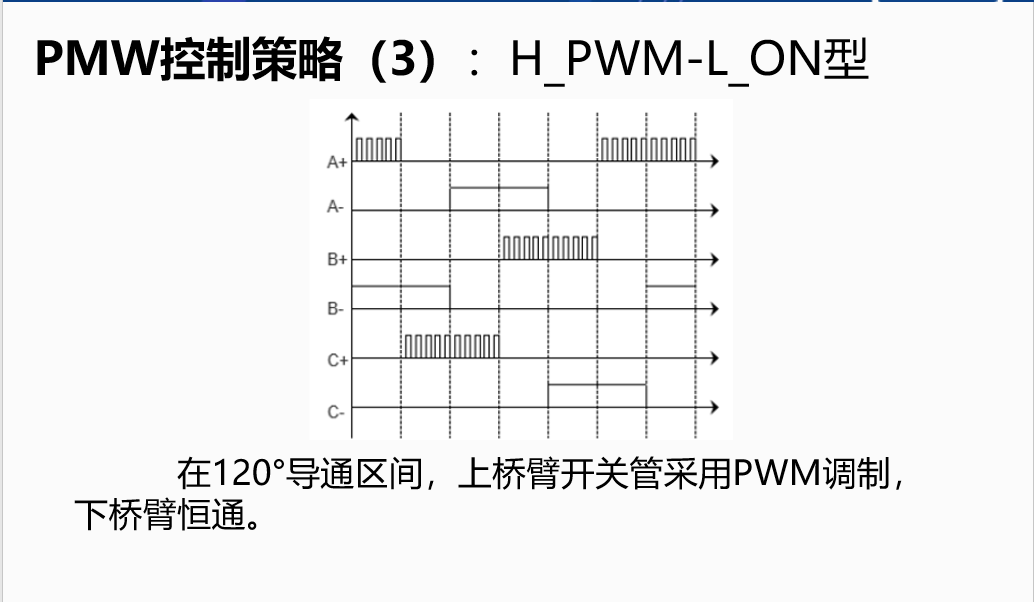 PMW控制策略（3）：H_PWM-L_ON型
A+
A-
B+
B-
C+
C-
在120°导通区间，上桥臂开关管采用PWM调制，
下桥臂恒通。